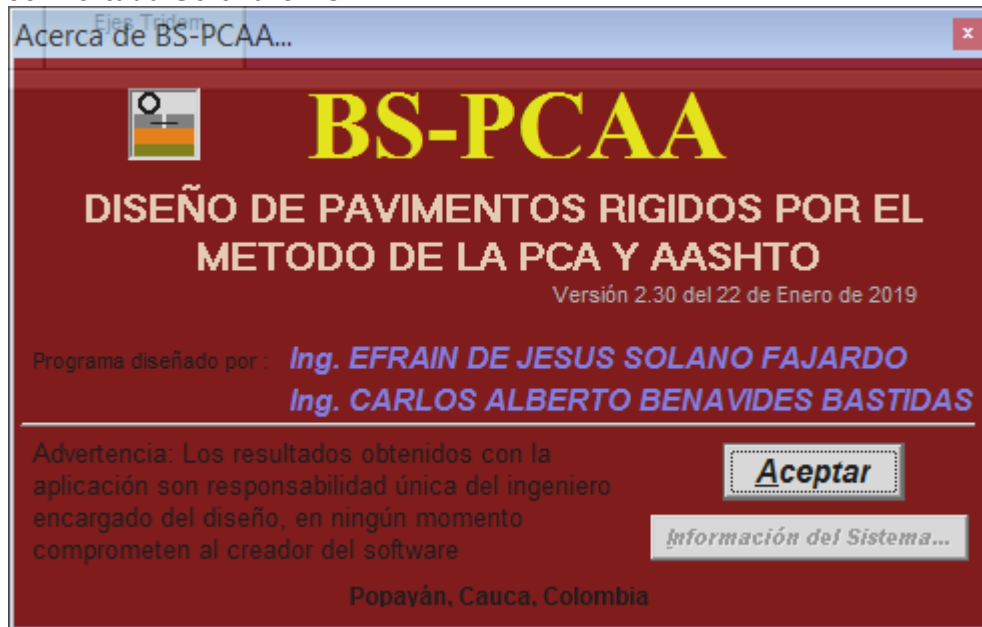 Ejes Tridem
Acerca de BS-PCAA...
x
BS-PCAA
DISEÑO DE PAVIMENTOS RIGIDOS POR EL
METODO DE LA PCA Y AASHTO
Versión 2.30 del 22 de Enero de 2019
Programa diseñado por : Ing. EFRAIN DE JESUS SOLANO FAJARDO
Ing. CARLOS ALBERTO BENAVIDES BASTIDAS
Advertencia: Los resultados obtenidos con la
aplicación son responsabilidad única del ingeniero
encargado del diseño, en ningún momento
comprometen al creador del software
Aceptar
Información del Sistema...
Popayán, Cauca, Colombia